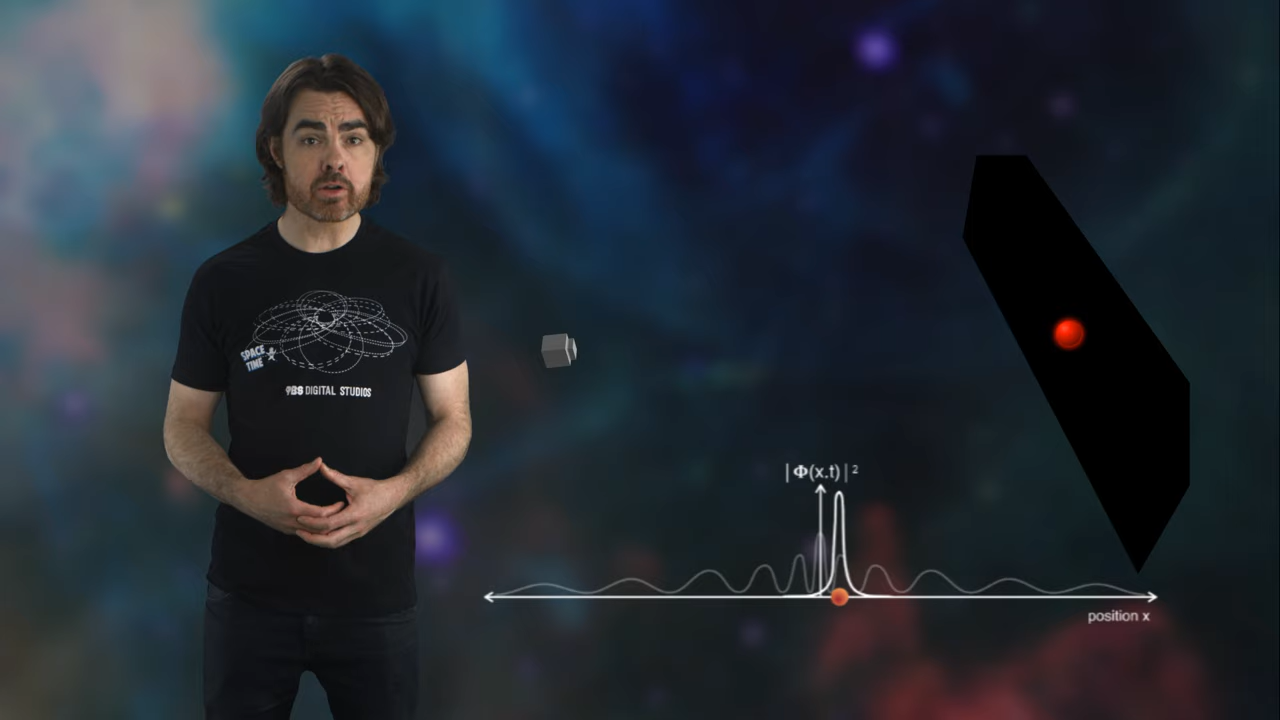 SPACE
TIME &
PBS DIGITAL STUDIOS
|Φ(x.t)|²
position x